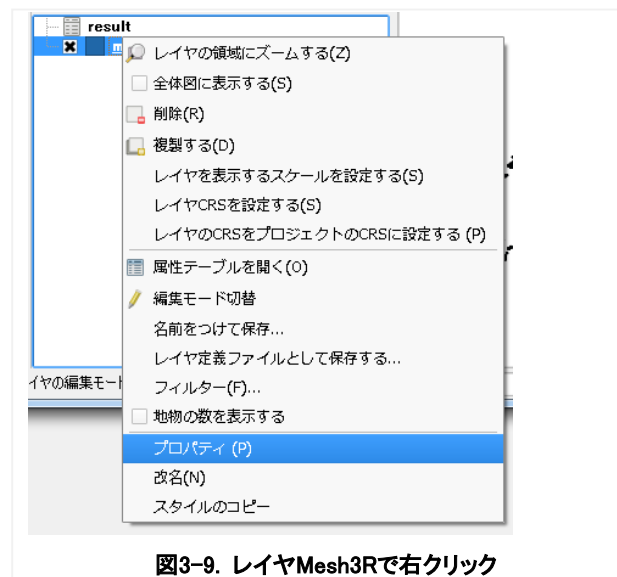 result
m
レイヤの領域にズームする(Z)
全体図に表示する(S)
削除(R)
複製する(D)
レイヤを表示するスケールを設定する(S)
レイヤCRSを設定する(S)
レイヤのCRSをプロジェクトのCRSに設定する (P)
属性テーブルを開く(O)
編集モード切替
名前をつけて保存...
レイヤ定義ファイルとして保存する...
イヤの編集モー
フィルター(F)...
地物の数を表示する
プロパティ (P)
改名(N)
スタイルのコピー
図3-9. レイヤMesh3Rで右クリック